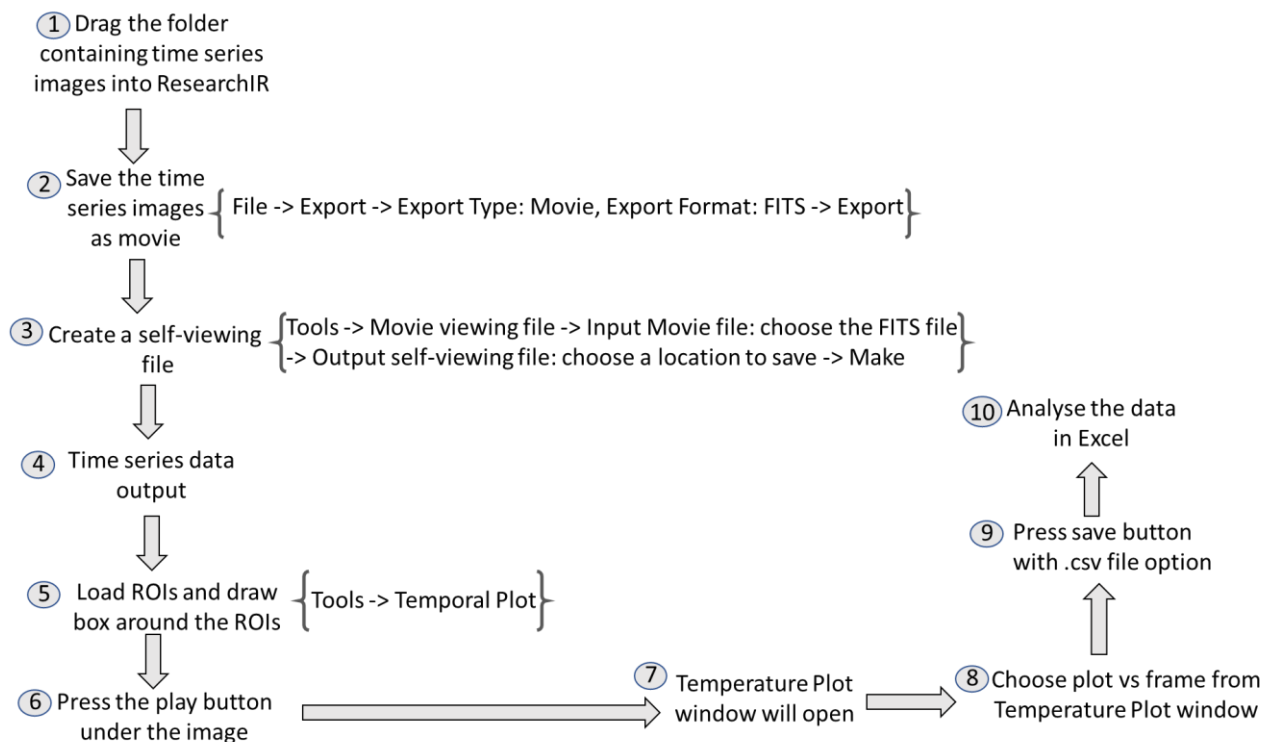 1 Drag the folder
containing time series
images into ResearchIR
2 Save the time
series images
as movie
File -> Export -> Export Type: Movie, Export Format: FITS -> Export
3 Create a self-viewing
file
Tools -> Movie viewing file -> Input Movie file: choose the FITS file
-> Output self-viewing file: choose a location to save -> Make
4 Time series data
output
5 Load ROIs and draw
box around the ROIs
Tools -> Temporal Plot
6 Press the play button
under the image
7 Temperature Plot
window will open
8 Choose plot vs frame from
Temperature Plot window
9 Press save button
with .csv file option
10 Analyse the data
in Excel